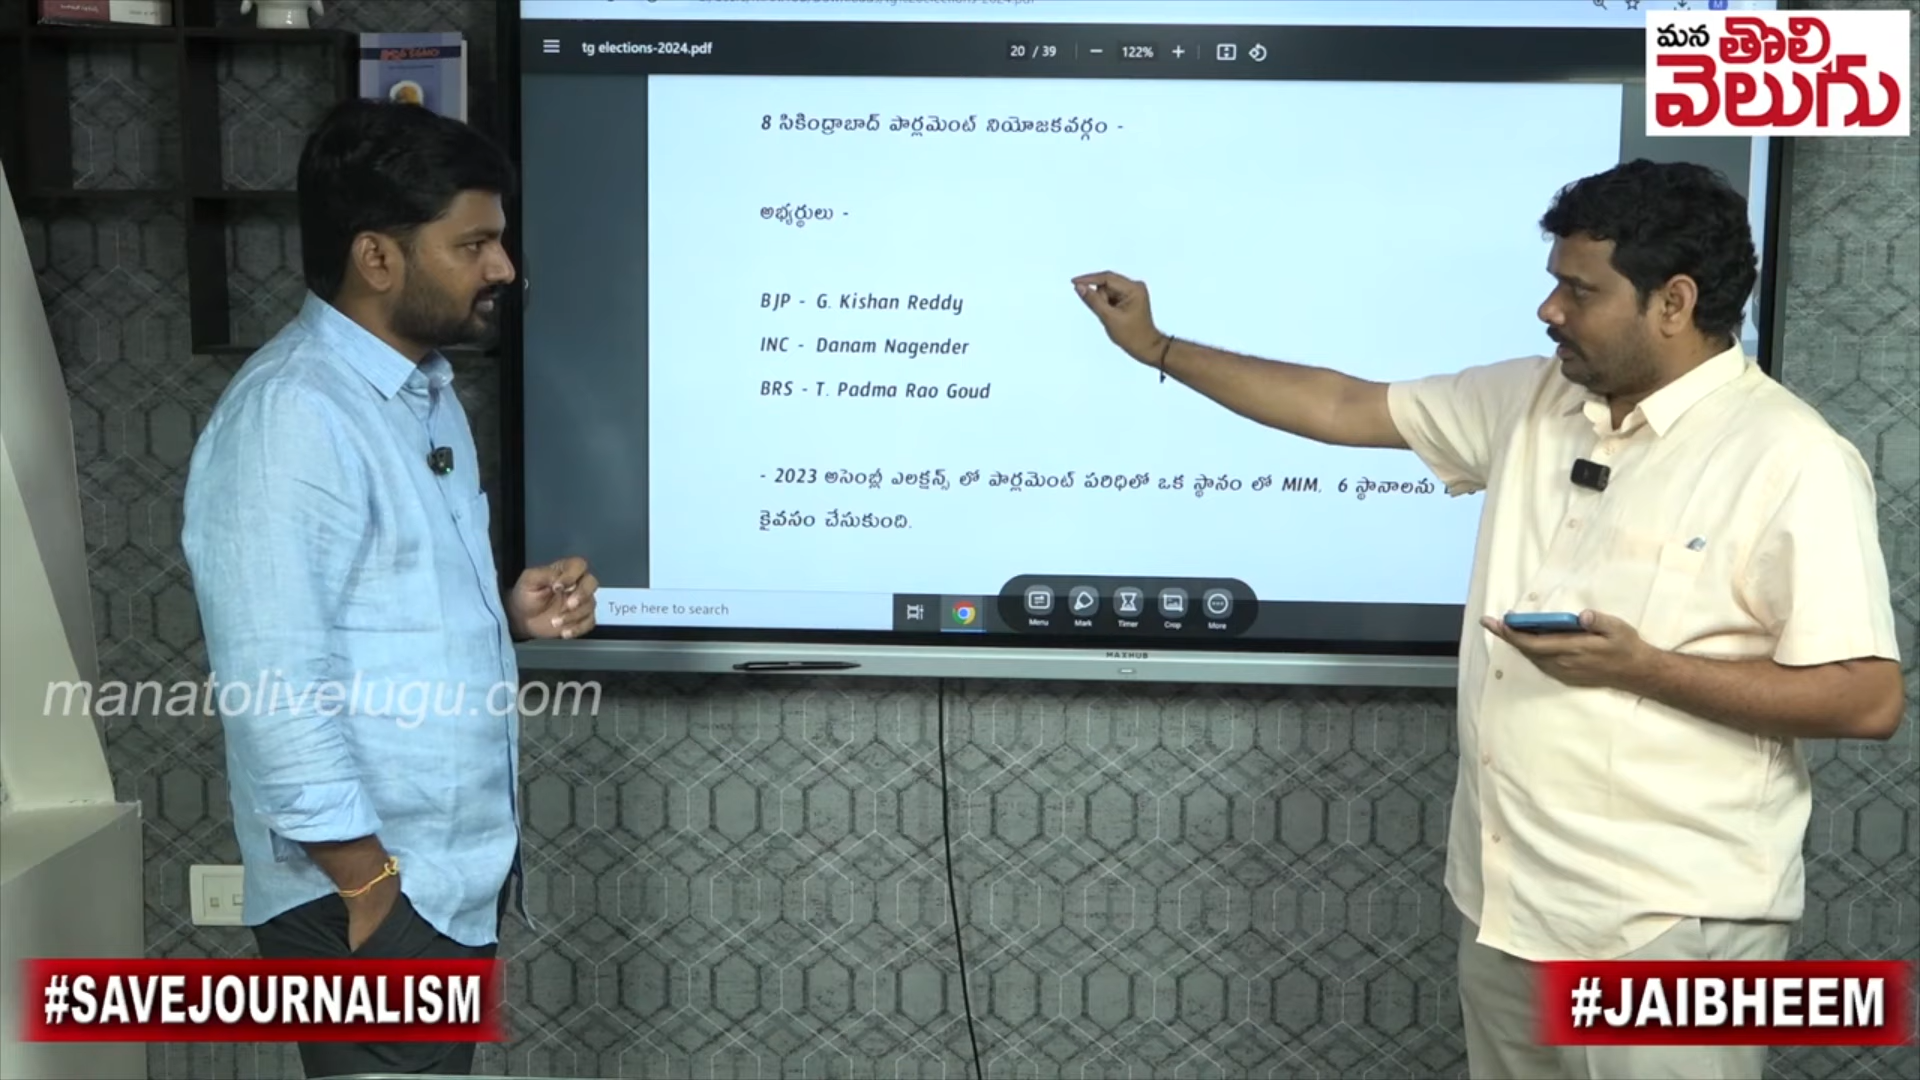 tg elections-2024.pdf
20 / 39
122%
మన
తొలి
వెలుగు
8 సికింద్రాబాద్ పార్లమెంట్ నియోజకవర్గం -
అభ్యర్థులు -
BJP - G. Kishan Reddy
INC - Danam Nagender
BRS - T. Padma Rao Goud
- 2023 అసెంబ్లీ ఎలక్షన్స్ లో పార్లమెంట్ పరిధిలో ఒక స్థానం లో MIM, 6 స్థానాలను
కైవసం చేసుకుంది.
Type here to search
Menu
Mark
Timer
Crop
More
MAXHUB
manatolivelugu.com
#SAVEJOURNALISM
#JAIBHEEM